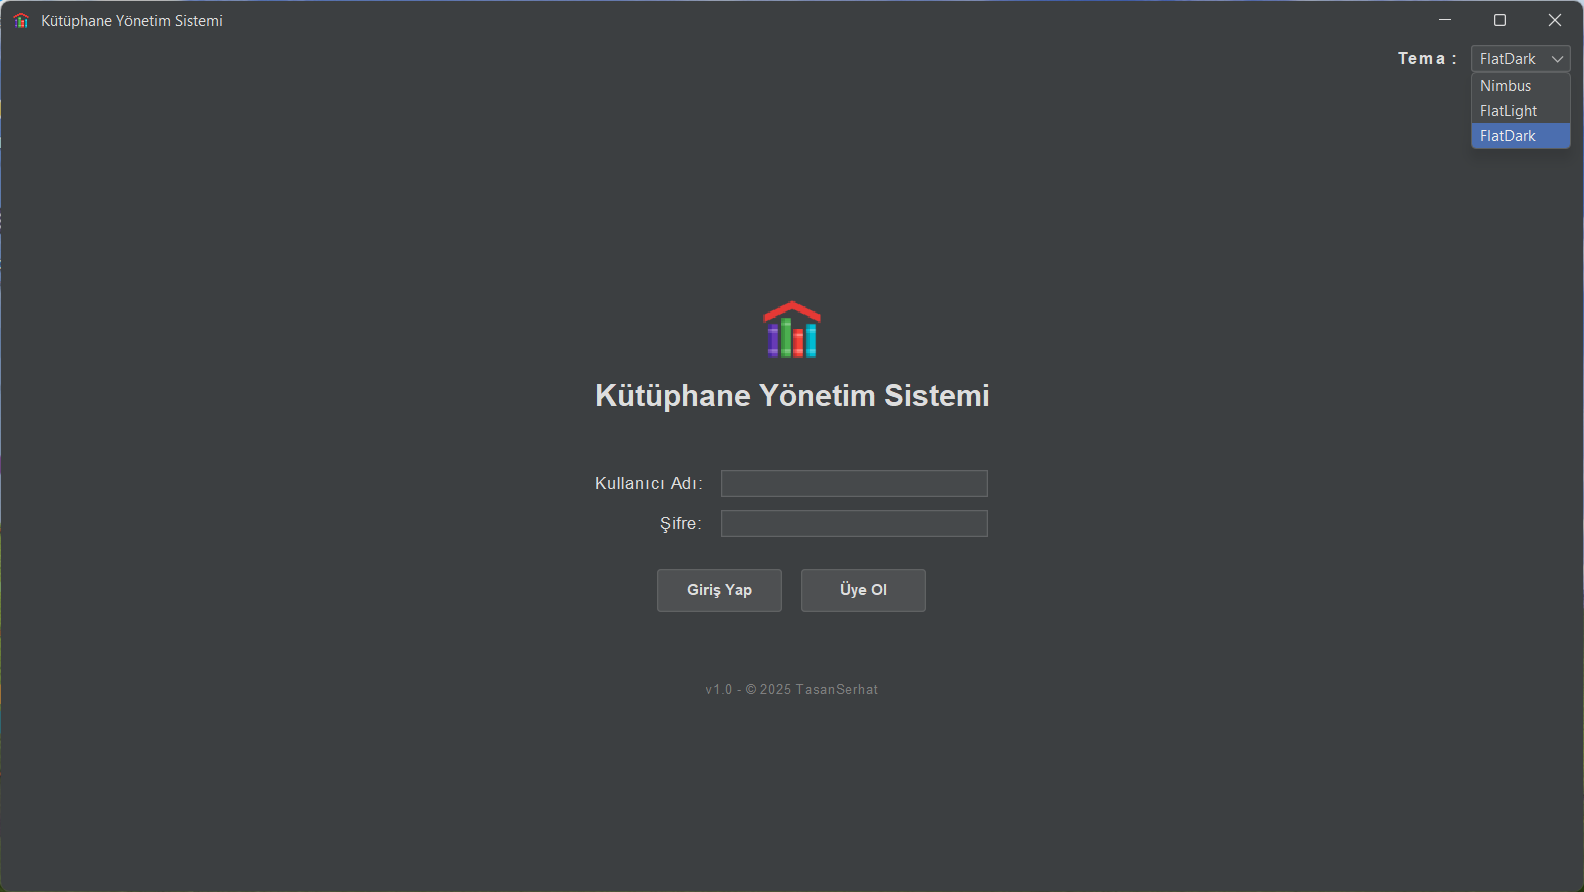 Kütüphane Yönetim Sistemi
Tema :
FlatDark
Nimbus
FlatLight
FlatDark
Kütüphane Yönetim Sistemi
Kullanıcı Adı:
Şifre:
Giriş Yap
Üye Ol
v1.0 - © 2025 TasanSerhat